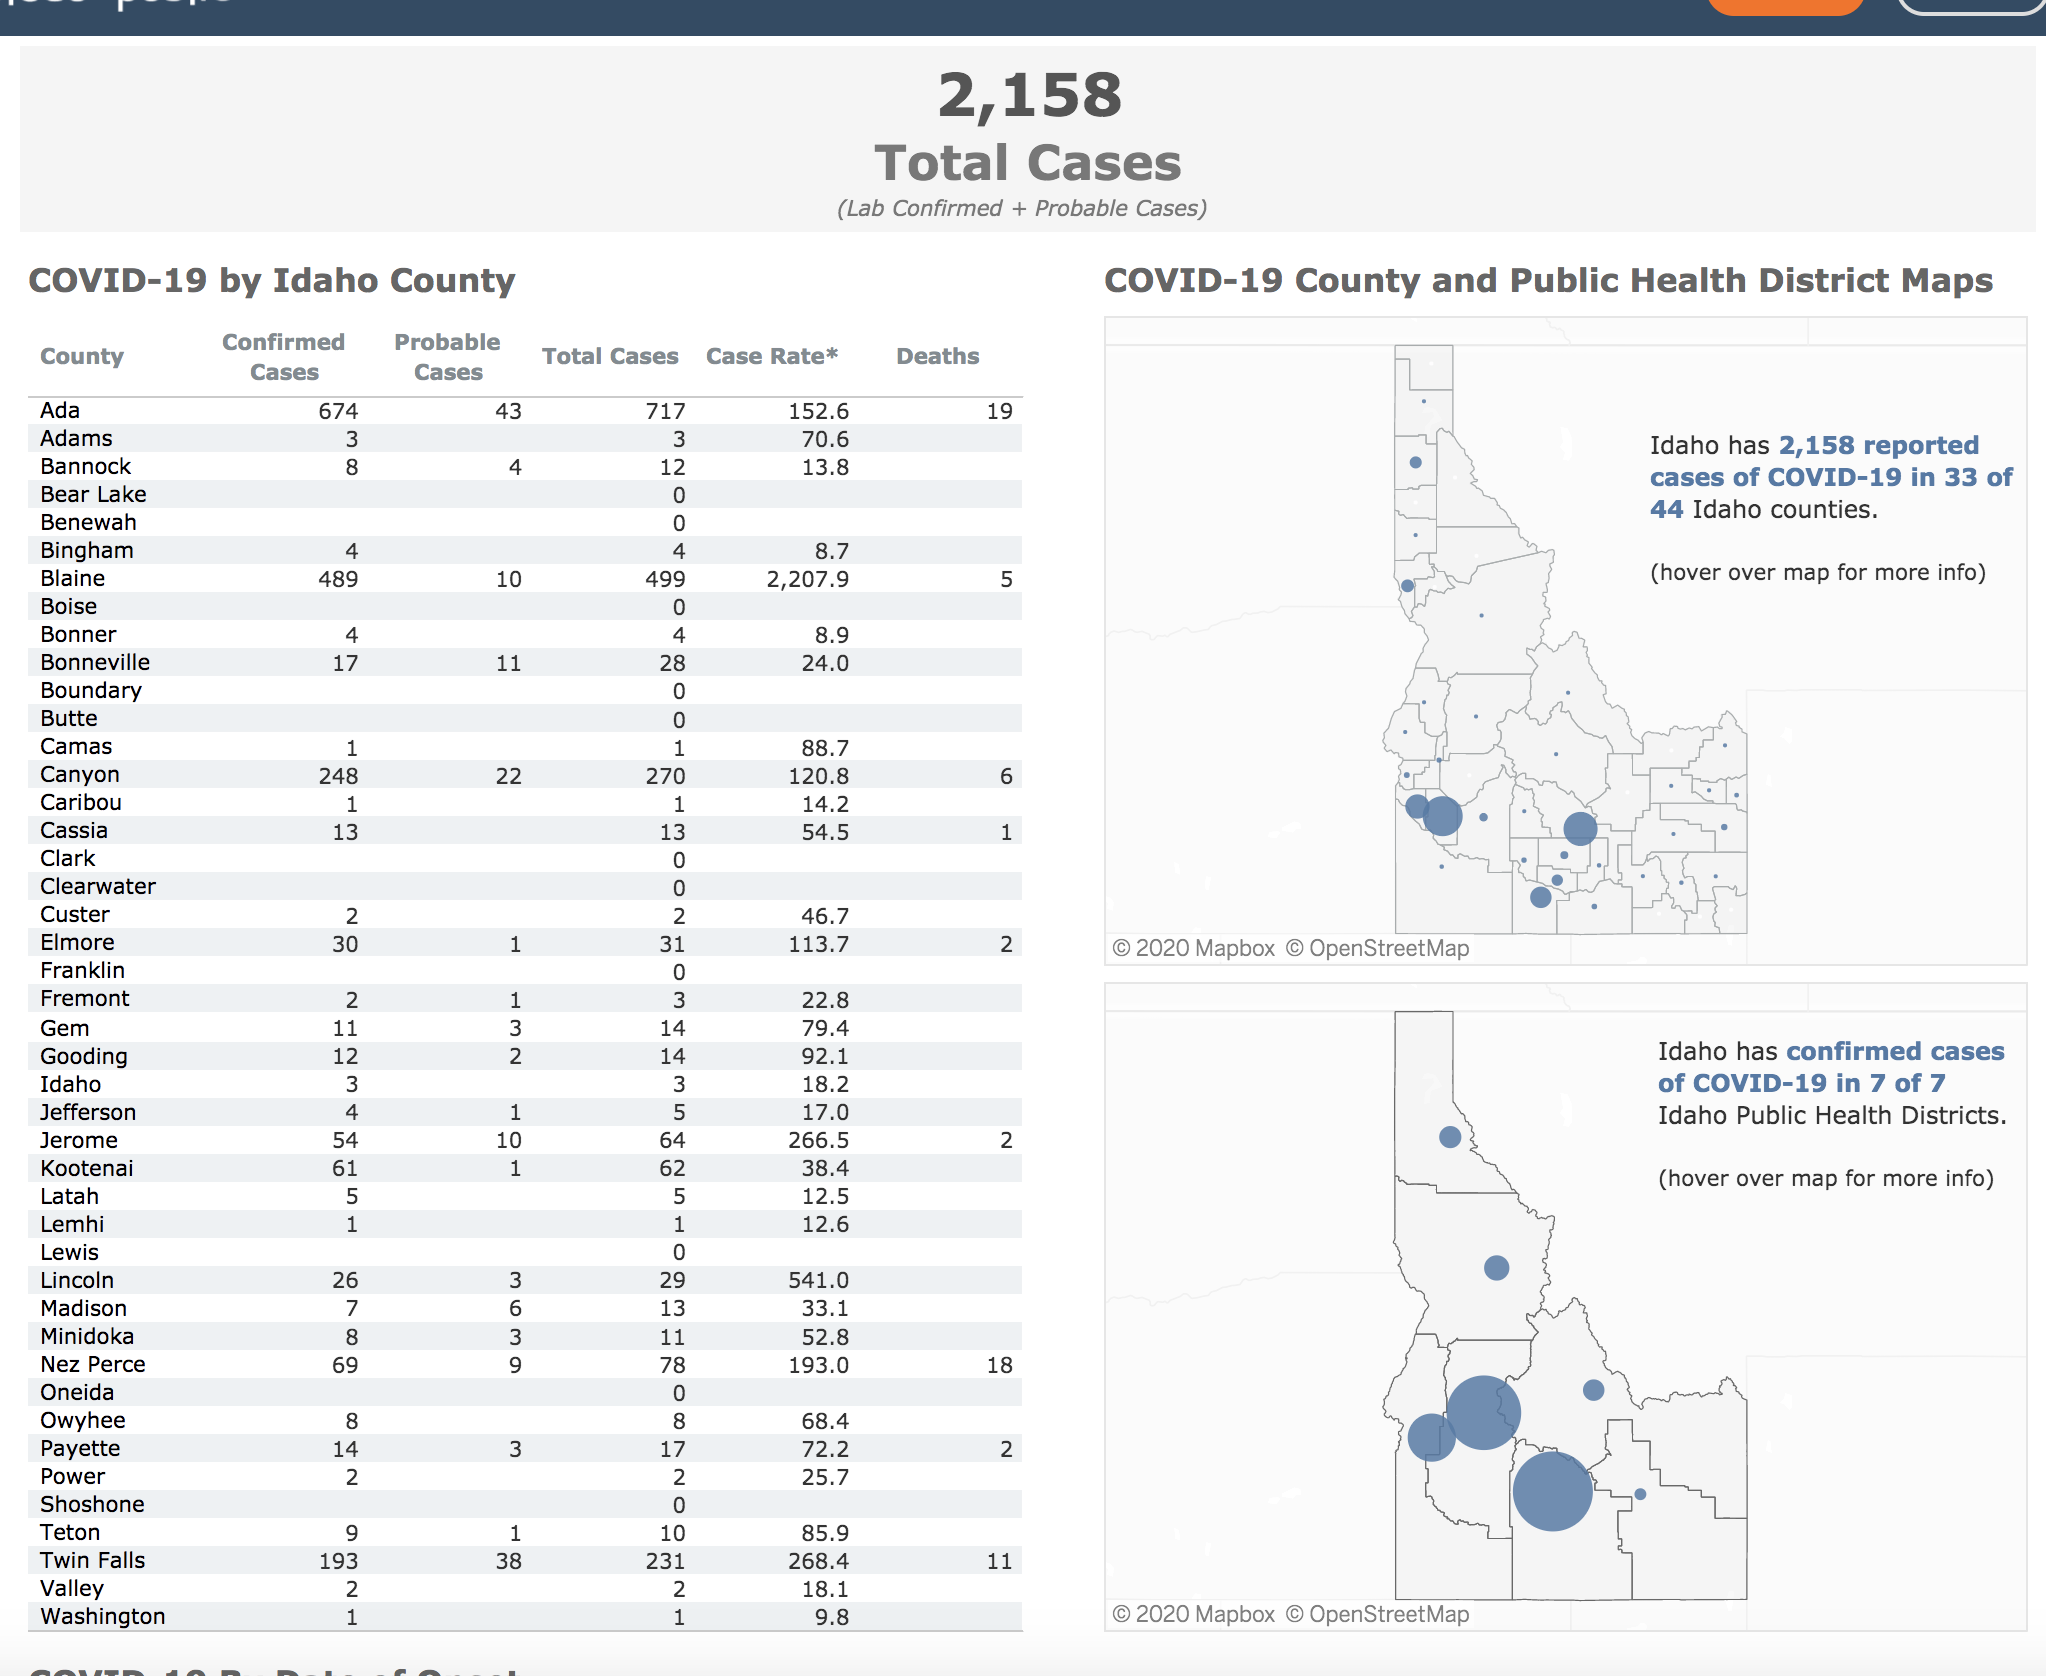 2,158
Total Cases
(Lab Confirmed + Probable Cases)
COVID-19 by Idaho County
County Confirmed Cases Probable Cases Total Cases Case Rate* Deaths
Ada 674 43 717 152.6 19
Adams 3 3 70.6
Bannock 8 4 12 13.8
Bear Lake 0
Benewah 0
Bingham 4 4 8.7
Blaine 489 10 499 2,207.9 5
Boise 0
Bonner 4 4 8.9
Bonneville 17 11 28 24.0
Boundary 0
Butte 0
Camas 1 1 88.7
Canyon 248 22 270 120.8 6
Caribou 1 1 14.2
Cassia 13 13 54.5 1
Clark 0
Clearwater 0
Custer 2 2 46.7
Elmore 30 1 31 113.7 2
Franklin 0
Fremont 2 1 3 22.8
Gem 11 3 14 79.4
Gooding 12 2 14 92.1
Idaho 3 3 18.2
Jefferson 4 1 5 17.0
Jerome 54 10 64 266.5 2
Kootenai 61 1 62 38.4
Latah 5 5 12.5
Lemhi 1 1 12.6
Lewis 0
Lincoln 26 3 29 541.0
Madison 7 6 13 33.1
Minidoka 8 3 11 52.8
Nez Perce 69 9 78 193.0 18
Oneida 0
Owyhee 8 8 68.4
Payette 14 3 17 72.2 2
Power 2 2 25.7
Shoshone 0
Teton 9 1 10 85.9
Twin Falls 193 38 231 268.4 11
Valley 2 2 18.1
Washington 1 1 9.8
COVID-19 County and Public Health District Maps
Idaho has 2,158 reported
cases of COVID-19 in 33 of
44 Idaho counties.
(hover over map for more info)
© 2020 Mapbox © OpenStreetMap
Idaho has confirmed cases
of COVID-19 in 7 of 7
Idaho Public Health Districts.
(hover over map for more info)
© 2020 Mapbox © OpenStreetMap
COVID-19 By Date of Onset